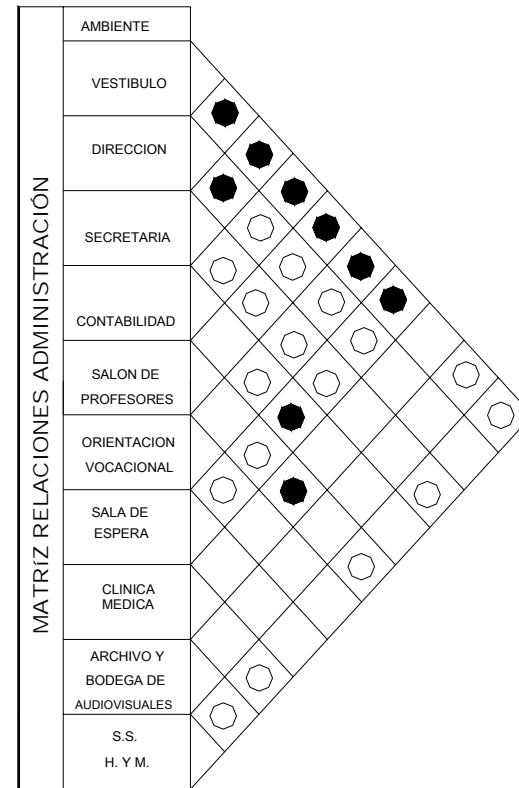 MATRíZ RELACIONES ADMINISTRACIÓN
AMBIENTE
VESTIBULO
DIRECCION
SECRETARIA
CONTABILIDAD
SALON DE
PROFESORES
ORIENTACION
VOCACIONAL
SALA DE
ESPERA
CLINICA
MEDICA
ARCHIVO Y
BODEGA DE
AUDIOVISUALES
S.S.
H. Y M.